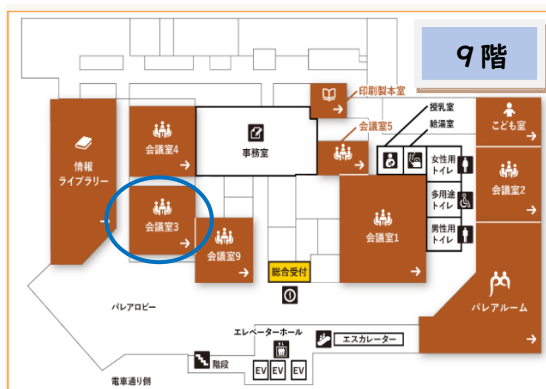 9階
印刷製本室
授乳室
給湯室
こども室
会議室5
会議室4
事務室
情報
ライブラリー
女性用
トイレ
会議室2
多用途
トイレ
会議室3
会議室1
男性用
トイレ
会議室9
総合受付
パレアルーム
パレアロビー
エレベーターホール
エスカレーター
階段
EV EV EV
電車通り側